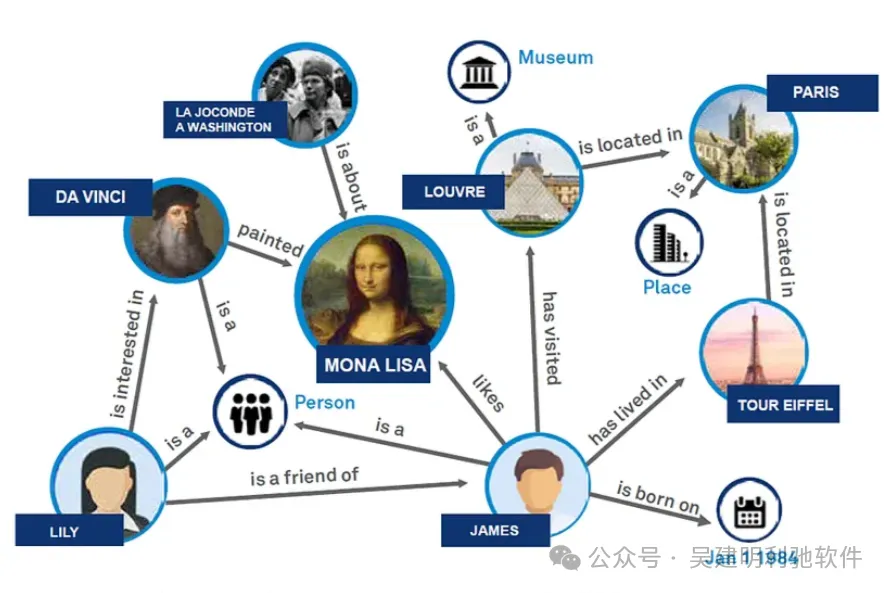 Museum
PARIS
LA JOCONDE
A WASHINGTON
is about
is a
is located in
LOUVRE
is a
DA VINCI
painted
is located in
Place
is a
has visited
MONA LISA
is interested in
likes
has lived in
TOUR EIFFEL
Person
is a
is a
is a friend of
is born on
LILY
JAMES
Jan 1 1984
公众号 · 吴建明利驰软件